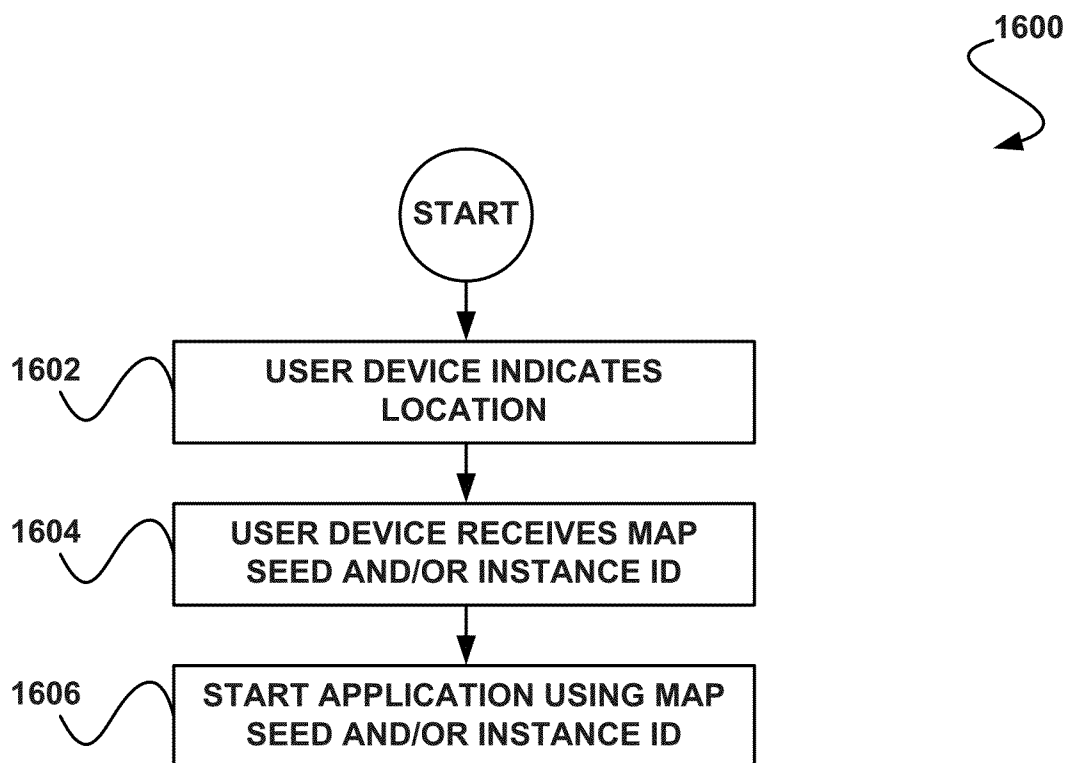 1600
START
1602
USER DEVICE INDICATES
LOCATION
1604
USER DEVICE RECEIVES MAP
SEED AND/OR INSTANCE ID
1606
START APPLICATION USING MAP
SEED AND/OR INSTANCE ID